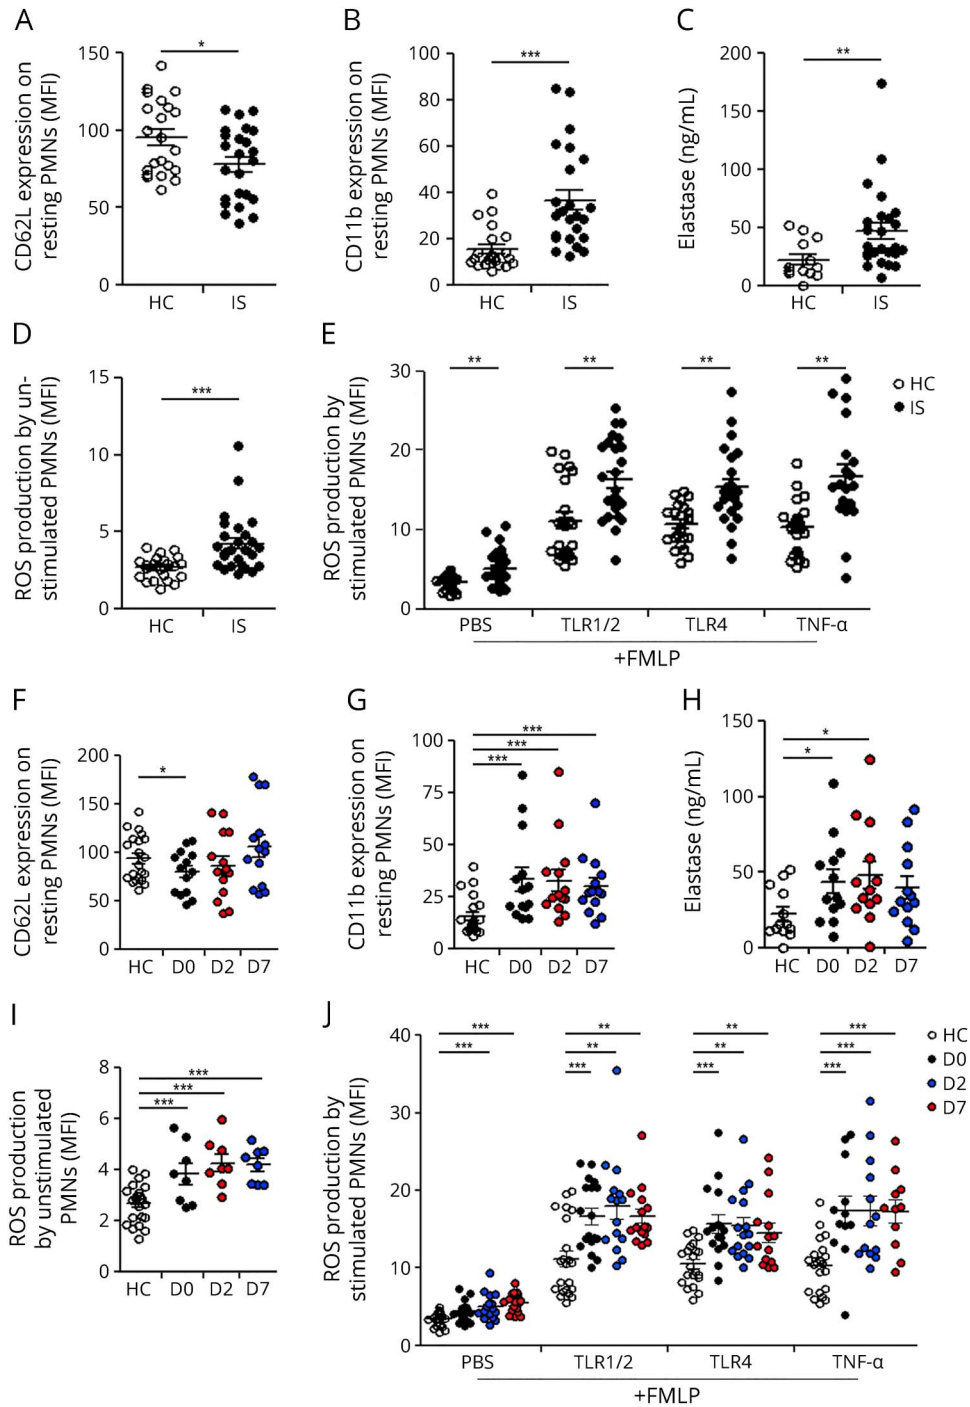 A
CD62L expression on
resting PMNs (MFI)
150
100
50
0
*
HC
IS
B
CD11b expression on
resting PMNs (MFI)
100
80
60
40
20
0
***
HC
IS
C
Elastase (ng/mL)
200
150
100
50
0
**
HC
IS
D
ROS production by un-
stimulated PMNs (MFI)
15
10
5
0
***
HC
IS
E
ROS production by
stimulated PMNs (MFI)
30
20
10
0
**
**
**
**
HC
IS
PBS
TLR1/2
TLR4
TNF-α
+FMLP
F
CD62L expression on
resting PMNs (MFI)
200
150
100
50
0
*
HC
D0
D2
D7
G
CD11b expression on
resting PMNs (MFI)
100
75
50
25
0
***
***
***
HC
D0
D2
D7
H
Elastase (ng/mL)
150
100
50
0
*
*
HC
D0
D2
D7
I
ROS production
by unstimulated
PMNs (MFI)
8
6
4
2
0
***
***
***
HC
D0
D2
D7
J
ROS production by
stimulated PMNs (MFI)
40
30
20
10
0
***
***
**
**
***
**
**
***
***
***
***
HC
D0
D2
D7
PBS
TLR1/2
TLR4
TNF-α
+FMLP